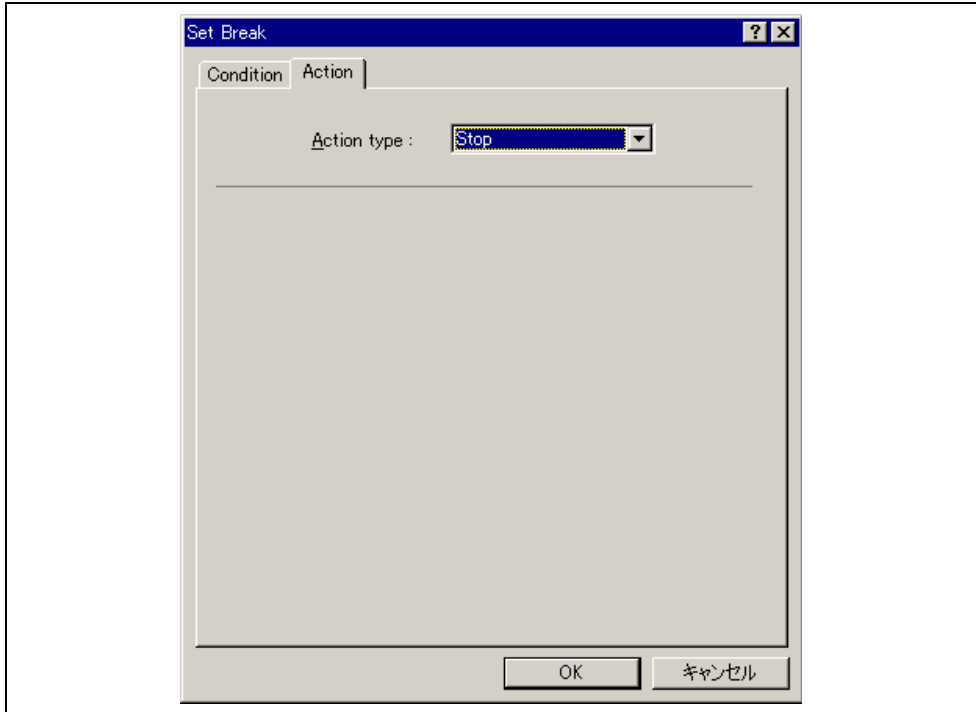 Set Break
Condition Action
Action type : Stop
OK キャンセル